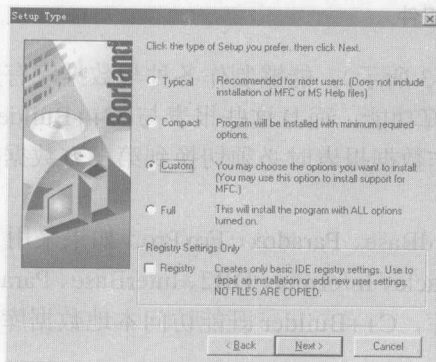 Setup Type
Borland
Click the type of Setup you prefer, then click Next.
Typical Recommended for most users. (Does not include
installation of MFC or MS Help files)
Compact Program will be installed with minimum required
options.
Custom You may choose the options you want to install
(You may use this option to install support for
MFC.)
Full This will install the program with ALL options
turned on.
Registry Settings Only
Registry Creates only basic IDE registry settings. Use to
repair an installation or add new user settings.
NO FILES ARE COPIED.
< Back Next > Cancel